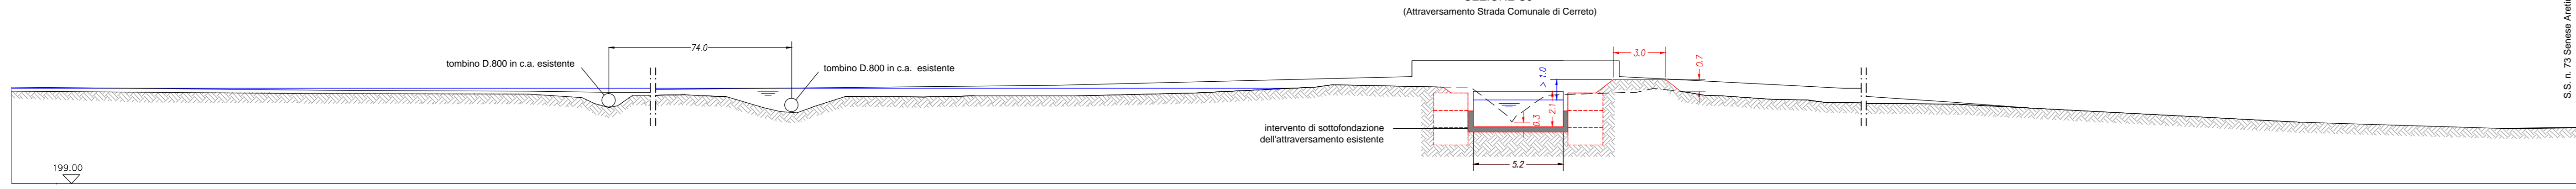 (Attraversamento Strada Comunale di Cerreto)
74.0
tombino D.800 in c.a. esistente
tombino D.800 in c.a. esistente
3.0
0.7
> 1.0
2.1
0.3
intervento di sottofondazione
dell'attraversamento esistente
5.2
199.00
S.S. n. 73 Senese